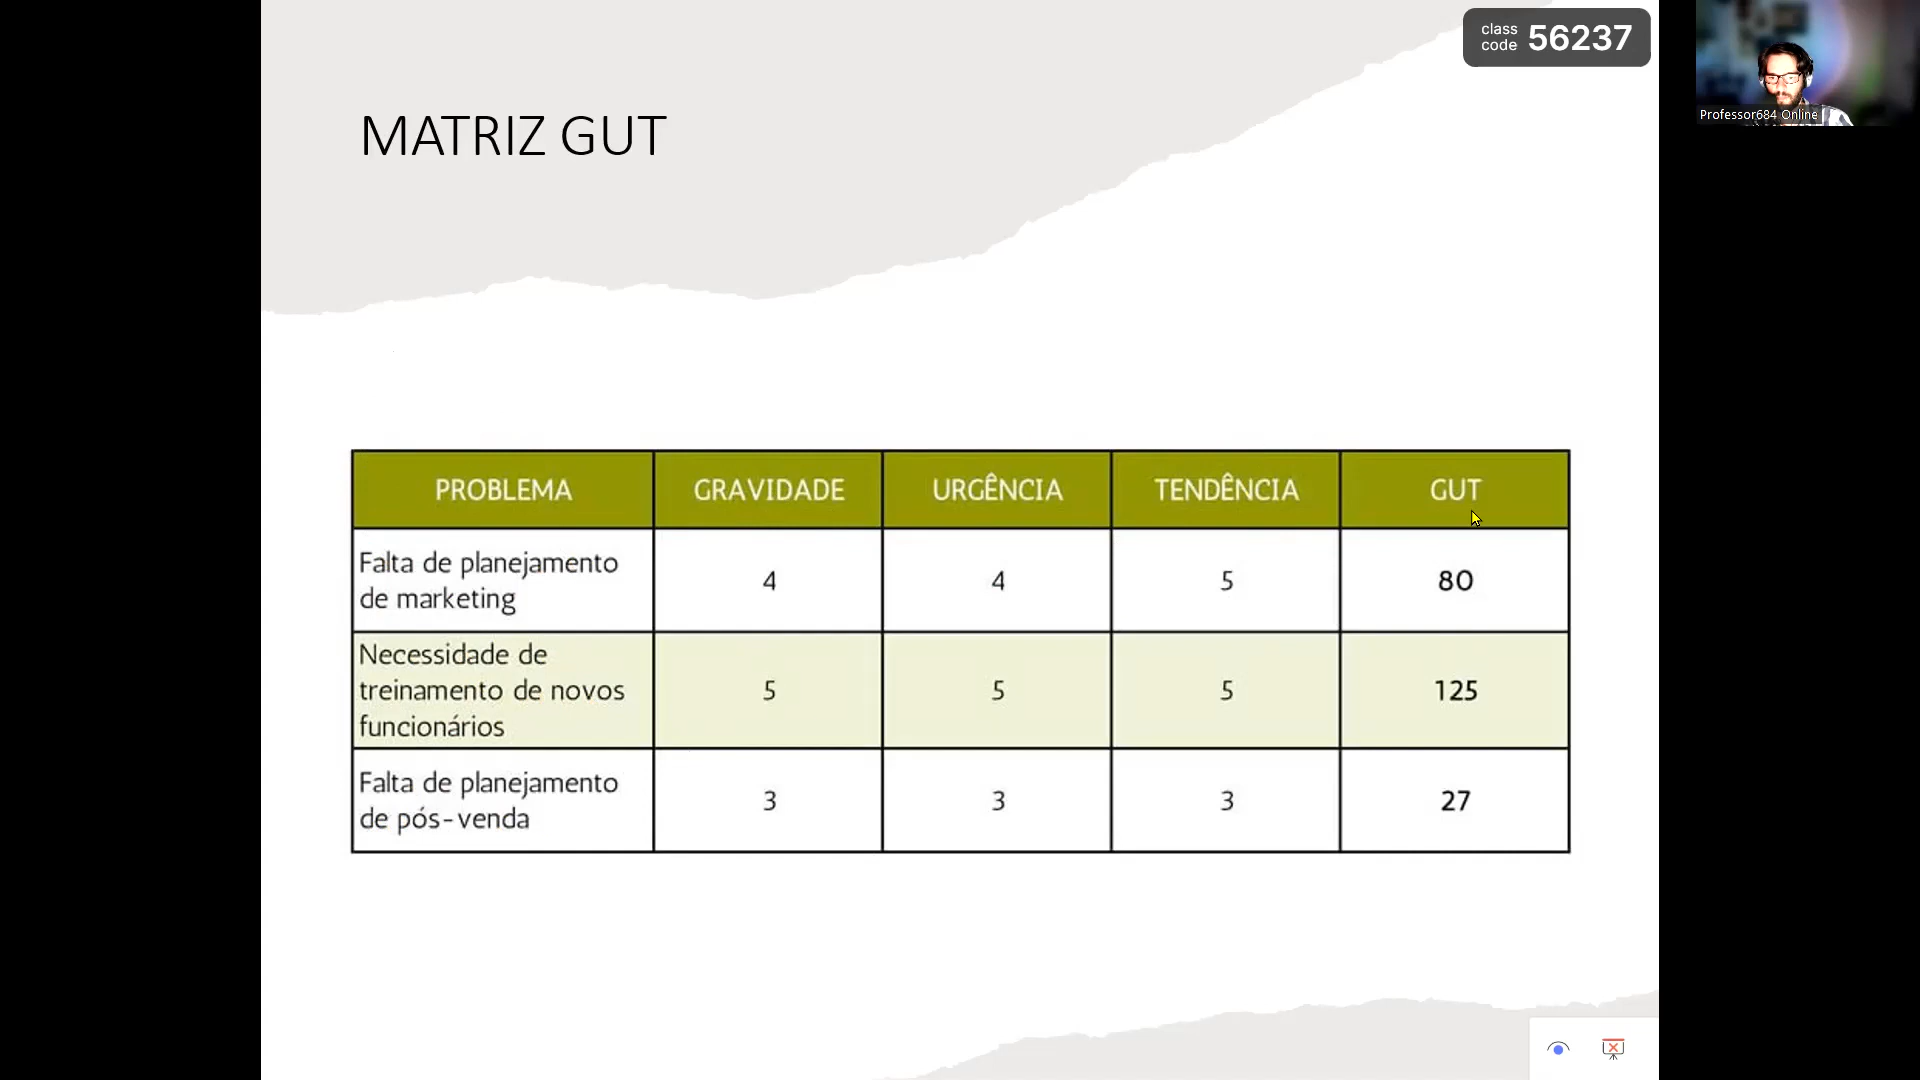 class
code 56237
Professor684 Online
MATRIZ GUT
PROBLEMA GRAVIDADE URGÊNCIA TENDÊNCIA GUT
Falta de planejamento
de marketing
4 4 5 80
Necessidade de
treinamento de novos
funcionários
5 5 5 125
Falta de planejamento
de pós-venda
3 3 3 27